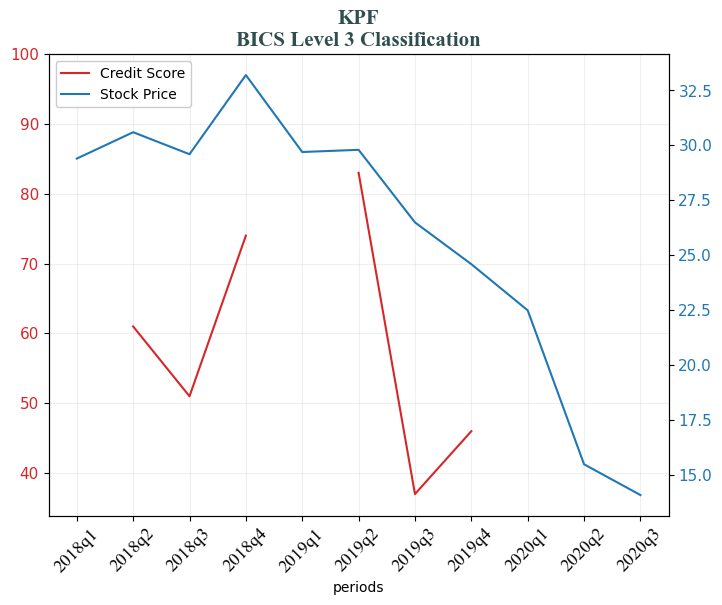 KPF
BICS Level 3 Classification
Credit Score
Stock Price
100
90
80
70
60
50
40
32.5
30.0
27.5
25.0
22.5
20.0
17.5
15.0
2018q1
2018q2
2018q3
2018q4
2019q1
2019q2
2019q3
2019q4
2020q1
2020q2
2020q3
periods